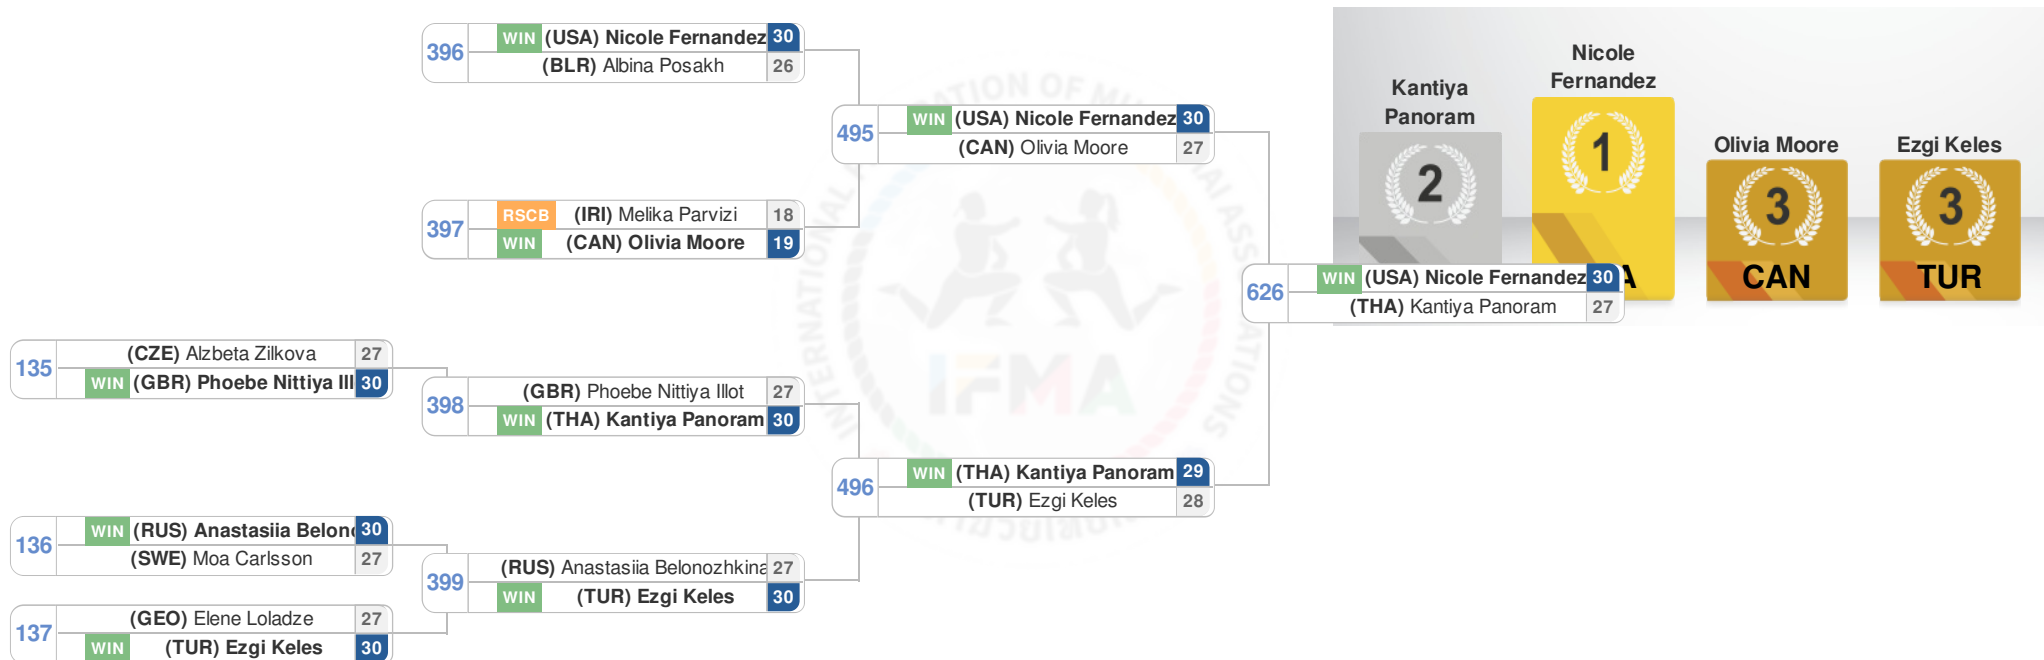 396
WIN (USA) Nicole Fernandez 30
(BLR) Albina Posakh 26
397
RSCB (IRI) Melika Parvizi 18
WIN (CAN) Olivia Moore 19
135
(CZE) Alzbeta Zilkova 27
WIN (GBR) Phoebe Nittiya Ill 30
136
WIN (RUS) Anastasiia Belono 30
(SWE) Moa Carlsson 27
137
(GEO) Elene Loladze 27
WIN (TUR) Ezgi Keles 30
398
(GBR) Phoebe Nittiya Illot 27
WIN (THA) Kantiya Panoram 30
399
(RUS) Anastasiia Belonozhkina 27
WIN (TUR) Ezgi Keles 30
495
WIN (USA) Nicole Fernandez 30
(CAN) Olivia Moore 27
496
WIN (THA) Kantiya Panoram 29
(TUR) Ezgi Keles 28
626
WIN (USA) Nicole Fernandez 30
(THA) Kantiya Panoram 27
Kantiya
Panoram
2
Nicole
Fernandez
1
A
Olivia Moore
3
CAN
Ezgi Keles
3
TUR
IFMA